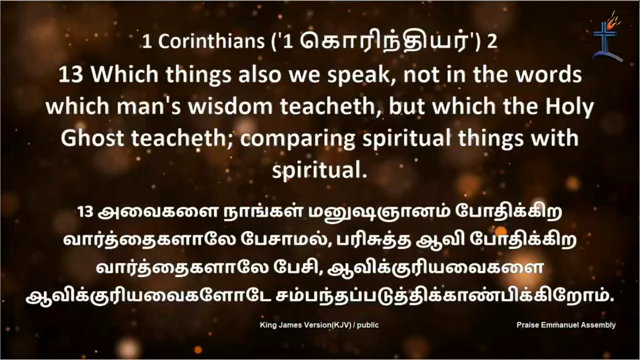 1 Corinthians ('1 கொரிந்தியர்') 2
13 Which things also we speak, not in the words
which man's wisdom teacheth, but which the Holy
Ghost teacheth; comparing spiritual things with
spiritual.
13 அவைகளை நாங்கள் மனுஷஞானம் போதிக்கிற
வார்த்தைகளாலே பேசாமல், பரிசுத்த ஆவி போதிக்கிற
வார்த்தைகளாலே பேசி, ஆவிக்குரியவைகளை
ஆவிக்குரியவைகளோடே சம்பந்தப்படுத்திக்காண்பிக்கிறோம்.
King James Version(KJV) / public
Praise Emmanuel Assembly